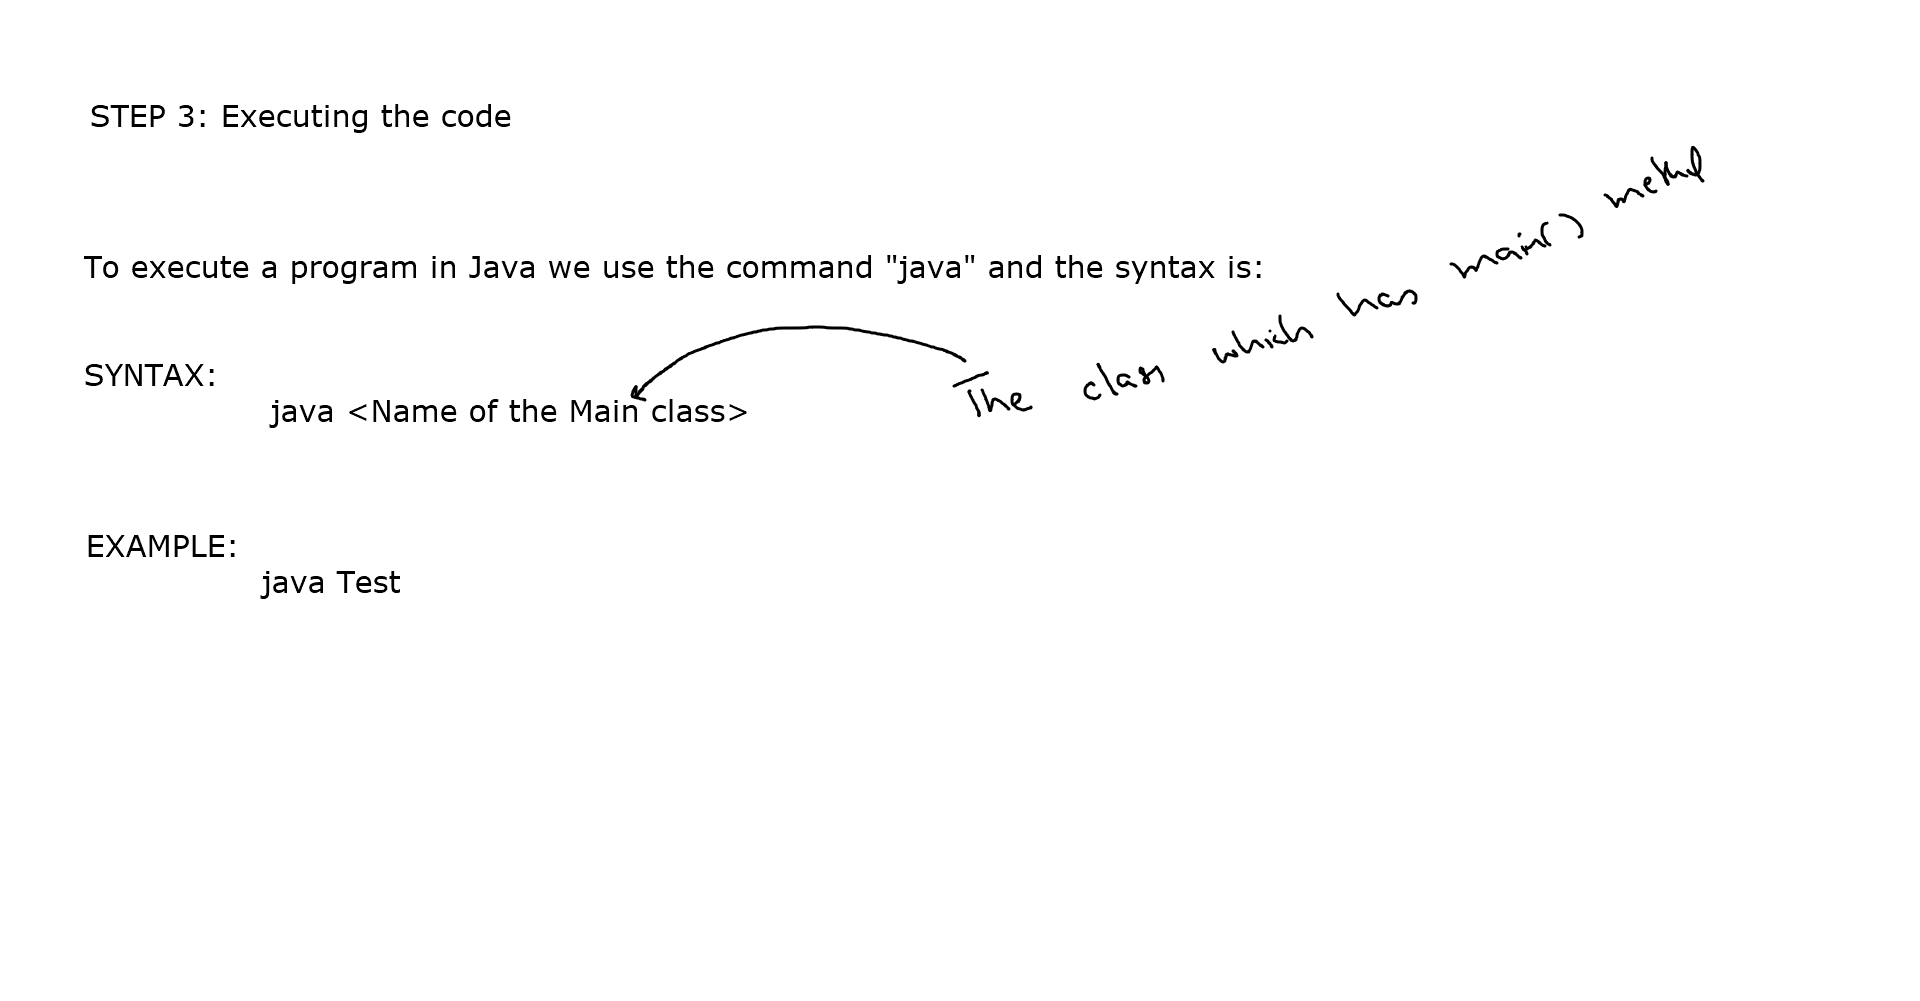 STEP 3: Executing the code
To execute a program in Java we use the command "java" and the syntax is:
SYNTAX:
java <Name of the Main class>
The class which has main() method
EXAMPLE:
java Test